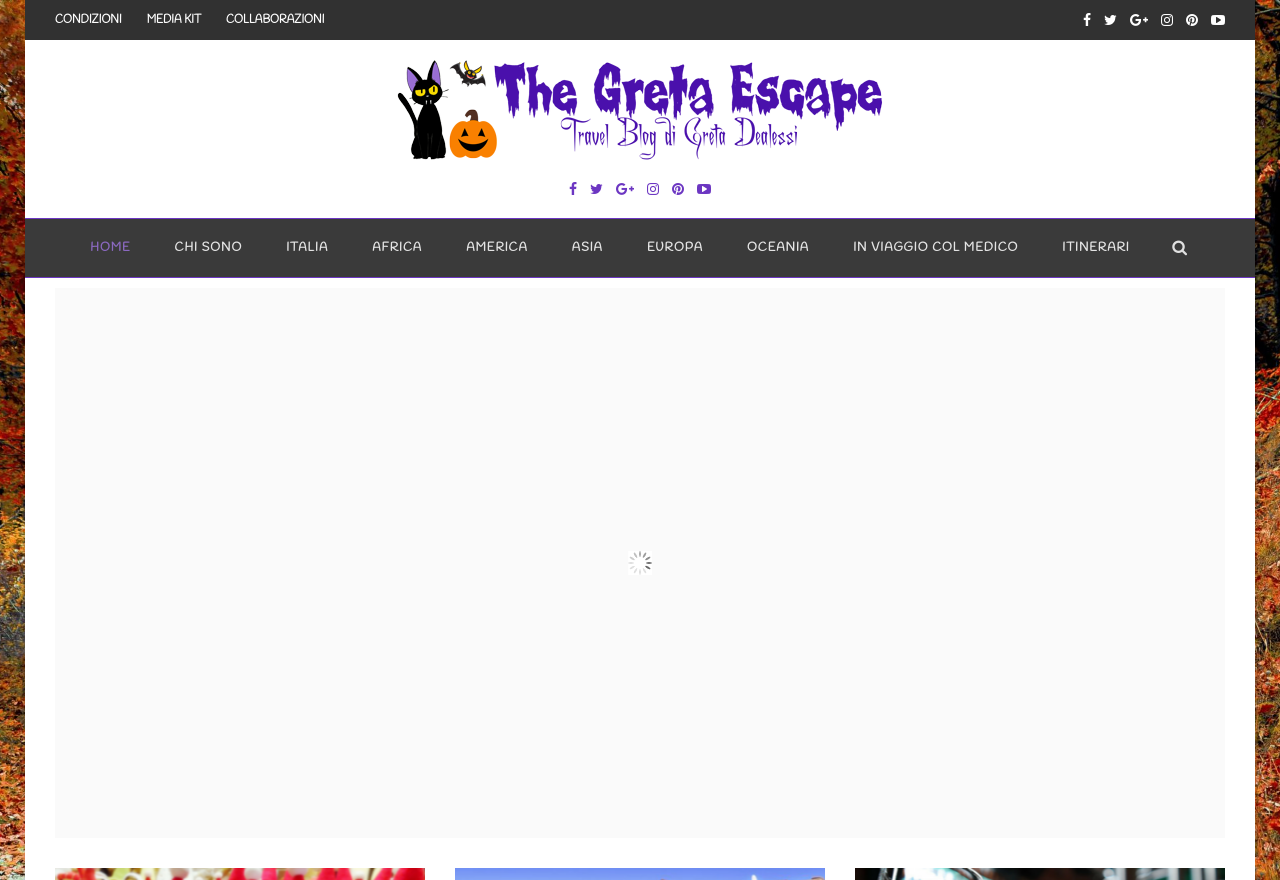 CONDIZIONI MEDIA KIT COLLABORAZIONI
The Greta Escape
Travel Blog di Greta Dealessi
HOME CHI SONO ITALIA AFRICA AMERICA ASIA EUROPA OCEANIA IN VIAGGIO COL MEDICO ITINERARI